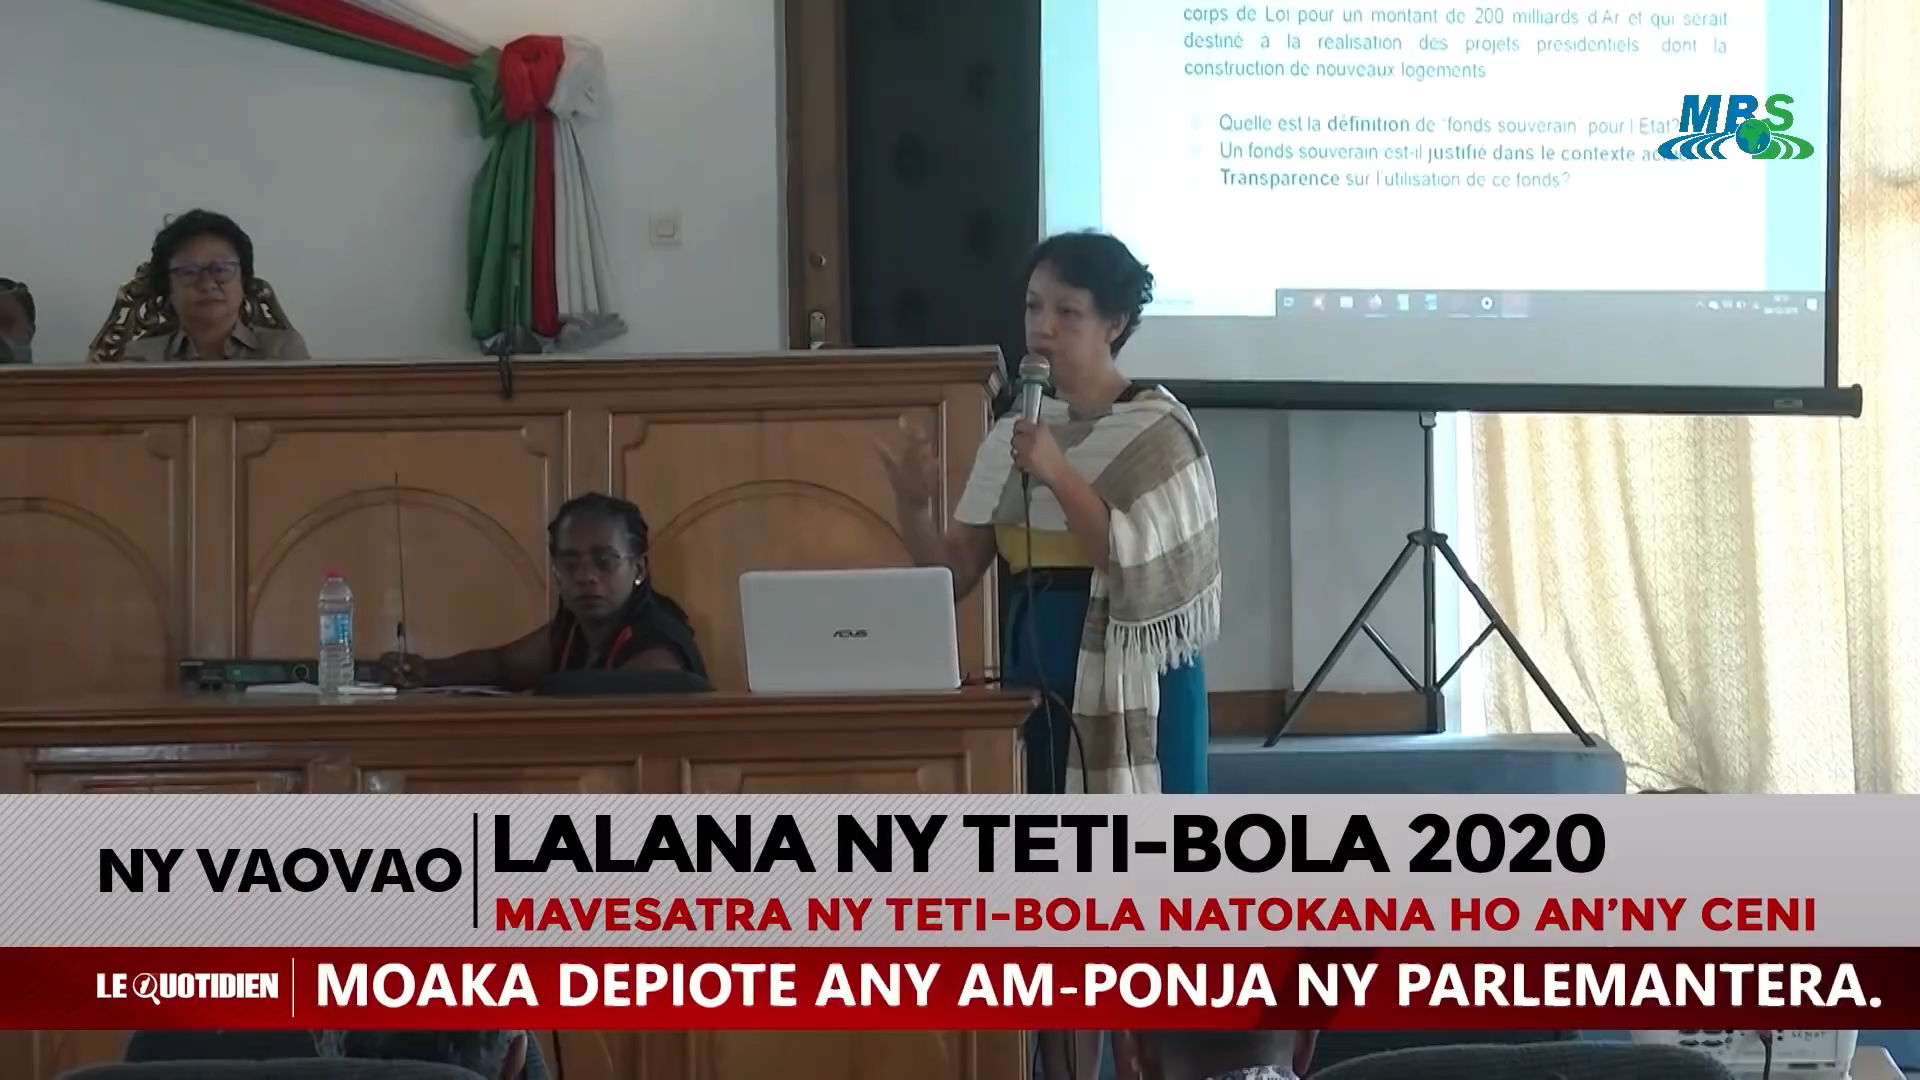 corps de Loi pour un montant de 200 milliards d'Ar et qui serait
destiné à la réalisation des projets présidentiels dont la
construction de nouveaux logements
Quelle est la définition de "fonds souverain" pour l'Etat?
Un fonds souverain est-il justifié dans le contexte
Transparence sur l'utilisation de ce fonds?
MBS
ASUS
NY VAOVAO
LALANA NY TETI-BOLA 2020
MAVESATRA NY TETI-BOLA NATOKANA HO AN'NY CENI
LE QUOTIDIEN
MOAKA DEPIOTE ANY AM-PONJA NY PARLEMANTERA.